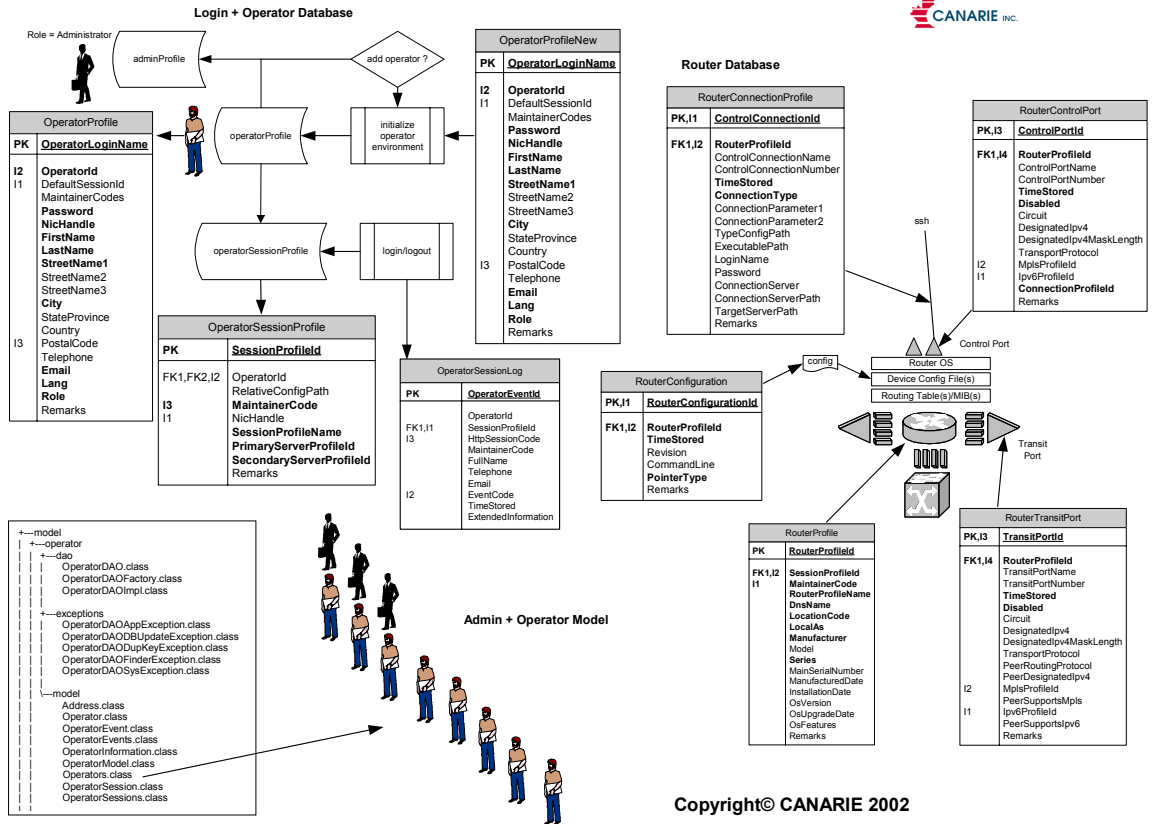 Login + Operator Database
CANARIE INC.
Role = Administrator
adminProfile
add operator ?
operatorProfile
initialize
operator
environment
operatorSessionProfile
login/logout
OperatorProfileNew
PK OperatorLoginName
I2 OperatorId
I1 DefaultSessionId
MaintainerCodes
Password
NicHandle
FirstName
LastName
StreetName1
StreetName2
StreetName3
City
StateProvince
Country
I3 PostalCode
Telephone
Email
Lang
Role
Remarks
OperatorProfile
PK OperatorLoginName
I2 OperatorId
I1 DefaultSessionId
MaintainerCodes
Password
NicHandle
FirstName
LastName
StreetName1
StreetName2
StreetName3
City
StateProvince
Country
I3 PostalCode
Telephone
Email
Lang
Role
Remarks
OperatorSessionProfile
PK SessionProfileId
FK1,FK2,I2 OperatorId
RelativeConfigPath
I3 MaintainerCode
I1 NicHandle
SessionProfileName
PrimaryServerProfileId
SecondaryServerProfileId
Remarks
OperatorSessionLog
PK OperatorEventId
OperatorId
FK1,I1 SessionProfileId
I3 HttpSessionCode
MaintainerCode
FullName
Telephone
Email
I2 EventCode
TimeStored
ExtendedInformation
Router Database
RouterConnectionProfile
PK,I1 ControlConnectionId
FK1,I2 RouterProfileId
ControlConnectionName
ControlConnectionNumber
TimeStored
ConnectionType
ConnectionParameter1
ConnectionParameter2
TypeConfigPath
ExecutablePath
LoginName
Password
ConnectionServer
ConnectionServerPath
TargetServerPath
Remarks
RouterControlPort
PK,I3 ControlPortId
FK1,I4 RouterProfileId
ControlPortName
ControlPortNumber
TimeStored
Disabled
Circuit
DesignatedIpv4
DesignatedIpv4MaskLength
TransportProtocol
I2 MplsProfileId
I1 Ipv6ProfileId
ConnectionProfileId
Remarks
ssh
Control Port
config
Router OS
Device Config File(s)
Routing Table(s)/MIB(s)
Transit
Port
RouterConfiguration
PK,I1 RouterConfigurationId
FK1,I2 RouterProfileId
TimeStored
Revision
CommandLine
PointerType
Remarks
RouterProfile
PK RouterProfileId
FK1,I2 SessionProfileId
I1 MaintainerCode
RouterProfileName
DnsName
LocationCode
LocalAs
Manufacturer
Model
Series
MainSerialNumber
ManufacturedDate
InstallationDate
OsVersion
OsUpgradeDate
OsFeatures
Remarks
RouterTransitPort
PK,I3 TransitPortId
FK1,I4 RouterProfileId
TransitPortName
TransitPortNumber
TimeStored
Disabled
Circuit
DesignatedIpv4
DesignatedIpv4MaskLength
TransportProtocol
PeerRoutingProtocol
PeerDesignatedIpv4
I2 MplsProfileId
PeerSupportsMpls
I1 Ipv6ProfileId
PeerSupportsIpv6
Remarks
+---model
| +---operator
| | +---dao
| | | OperatorDAO.class
| | | OperatorDAOFactory.class
| | | OperatorDAOImpl.class
| | |
| | +---exceptions
| | | OperatorDAOAppException.class
| | | OperatorDAODBUpdateException.class
| | | OperatorDAODupKeyException.class
| | | OperatorDAOFinderException.class
| | | OperatorDAOSysException.class
| | |
| | \---model
| | Address.class
| | Operator.class
| | OperatorEvent.class
| | OperatorEvents.class
| | OperatorInformation.class
| | OperatorModel.class
| | Operators.class
| | OperatorSession.class
| | OperatorSessions.class
Admin + Operator Model
Copyright© CANARIE 2002